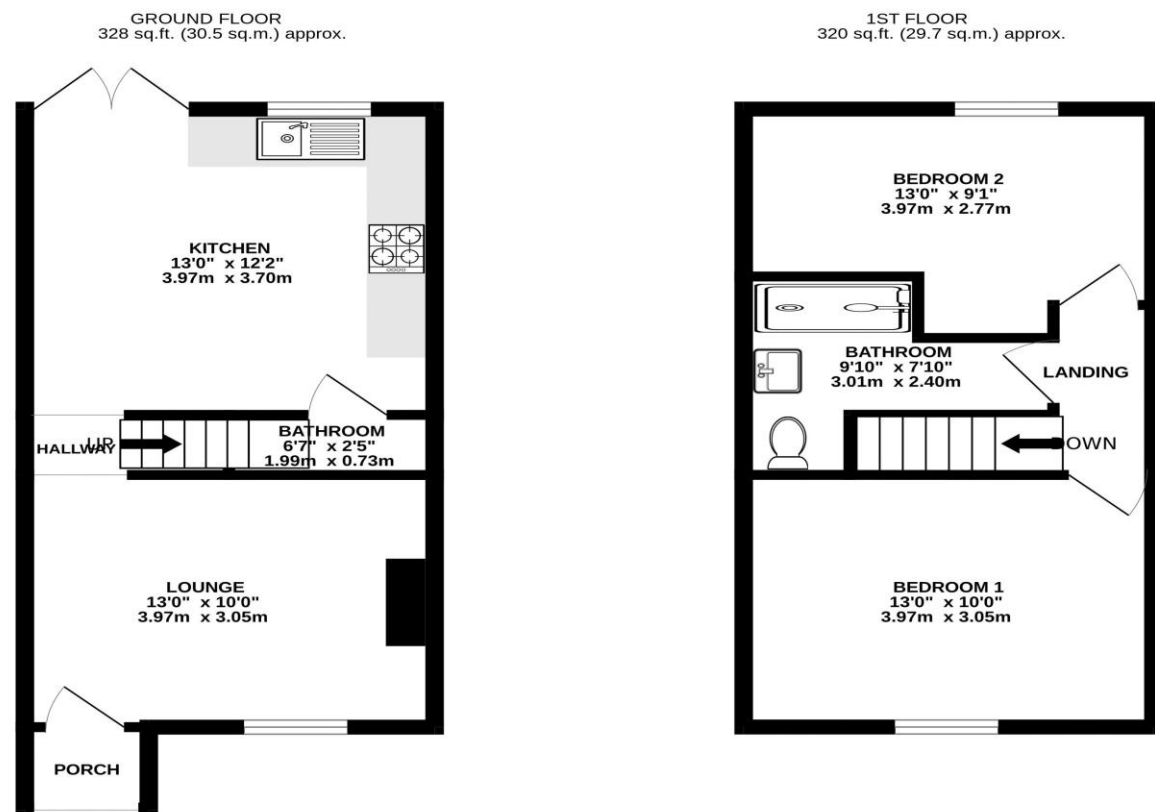 GROUND FLOOR
328 sq.ft. (30.5 sq.m.) approx.
KITCHEN
13'0" x 12'2"
3.97m x 3.70m
HALLWAY
UP
BATHROOM
6'7" x 2'5"
1.99m x 0.73m
LOUNGE
13'0" x 10'0"
3.97m x 3.05m
PORCH
1ST FLOOR
320 sq.ft. (29.7 sq.m.) approx.
BEDROOM 2
13'0" x 9'1"
3.97m x 2.77m
BATHROOM
9'10" x 7'10"
3.01m x 2.40m
LANDING
DOWN
BEDROOM 1
13'0" x 10'0"
3.97m x 3.05m